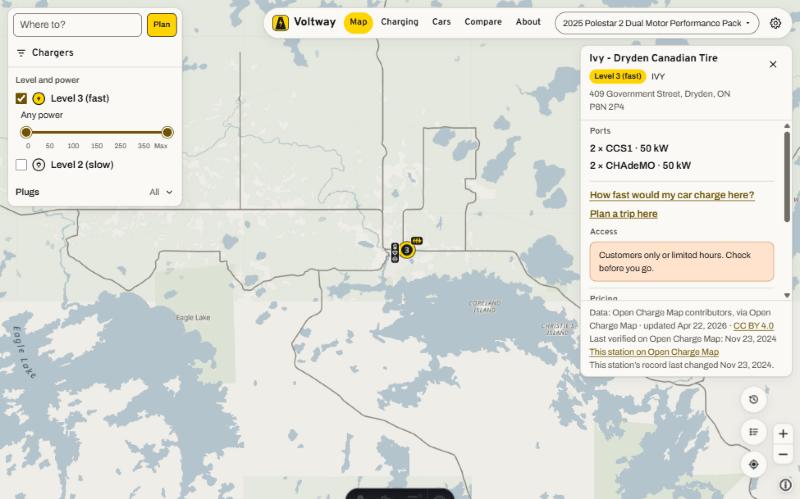 Where to?
Plan
Voltway
Map
Charging
Cars
Compare
About
2025 Polestar 2 Dual Motor Performance Pack
Chargers
Level and power
Level 3 (fast)
Any power
0 50 100 150 250 350 Max
Level 2 (slow)
Plugs
All
Ivy - Dryden Canadian Tire
Level 3 (fast) IVY
409 Government Street, Dryden, ON
P8N 2P4
Ports
2 × CCS1 · 50 kW
2 × CHAdeMO · 50 kW
How fast would my car charge here?
Plan a trip here
Access
Customers only or limited hours. Check
before you go.
Pricing
Data: Open Charge Map contributors, via Open
Charge Map · updated Apr 22, 2026 · CC BY 4.0
Last verified on Open Charge Map: Nov 23, 2024
This station on Open Charge Map
This station's record last changed Nov 23, 2024.
Eagle Lake
Eagle Lake
COPELAND
ISLAND
CHRISTIE'S
ISLAND